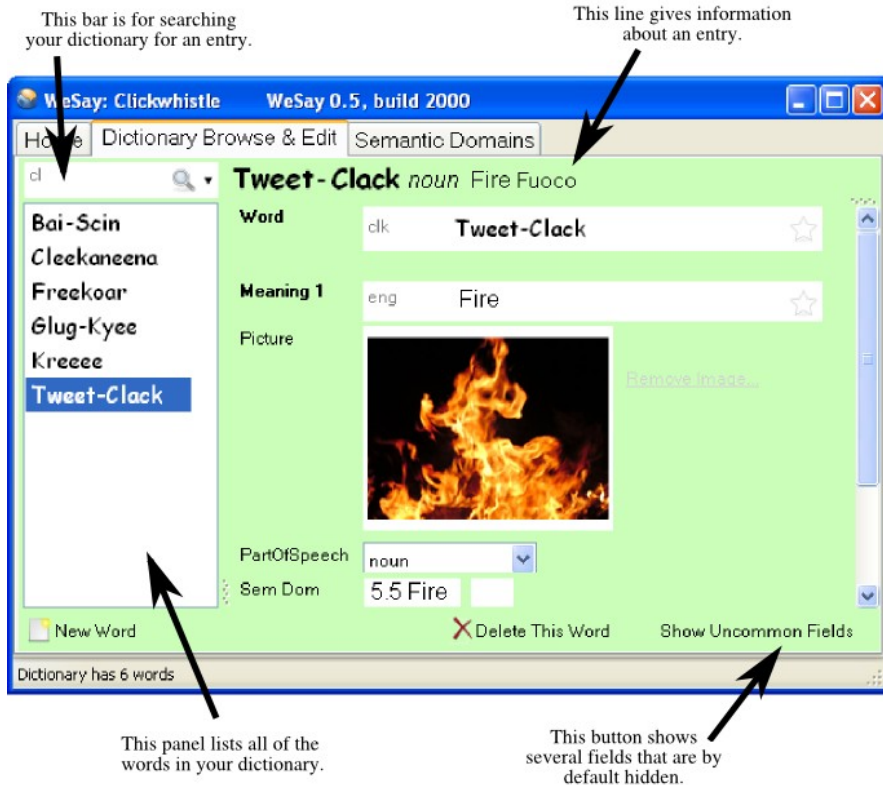 This bar is for searching
your dictionary for an entry.
This line gives information
about an entry.
WeSay: Clickwhistle WeSay 0.5, build 2000
Home Dictionary Browse & Edit Semantic Domains
cl
Tweet-Clack noun Fire Fuoco
Bai-Scin
Cleekaneena
Freekoar
Glug-Kyee
Kreeee
Tweet-Clack
Word clk Tweet-Clack
Meaning 1 eng Fire
Picture
Remove Image...
PartOfSpeech noun
Sem Dom 5.5 Fire
New Word Delete This Word Show Uncommon Fields
Dictionary has 6 words
This panel lists all of the
words in your dictionary.
This button shows
several fields that are by
default hidden.